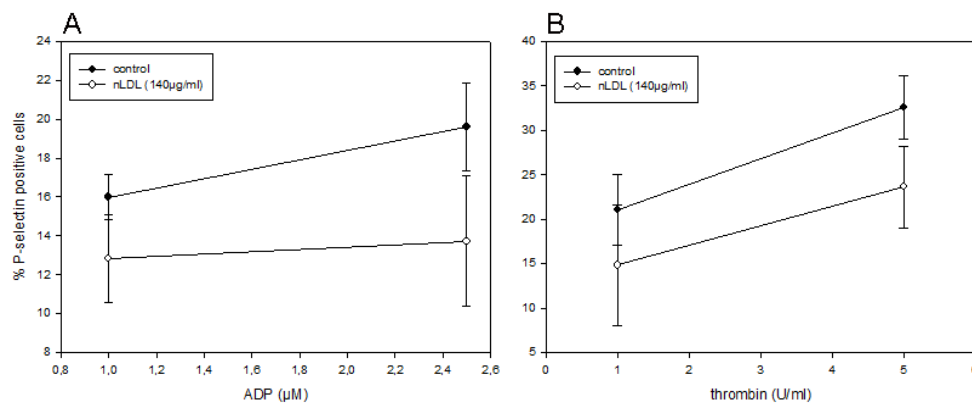 A
24
22
20
18
16
14
12
10
8
control
nLDL (140µg/ml)
% P-selectin positive cells
0,8 1,0 1,2 1,4 1,6 1,8 2,0 2,2 2,4 2,6
ADP (µM)
B
40
35
30
25
20
15
10
5
control
nLDL (140µg/ml)
0 1 2 3 4 5
thrombin (U/ml)